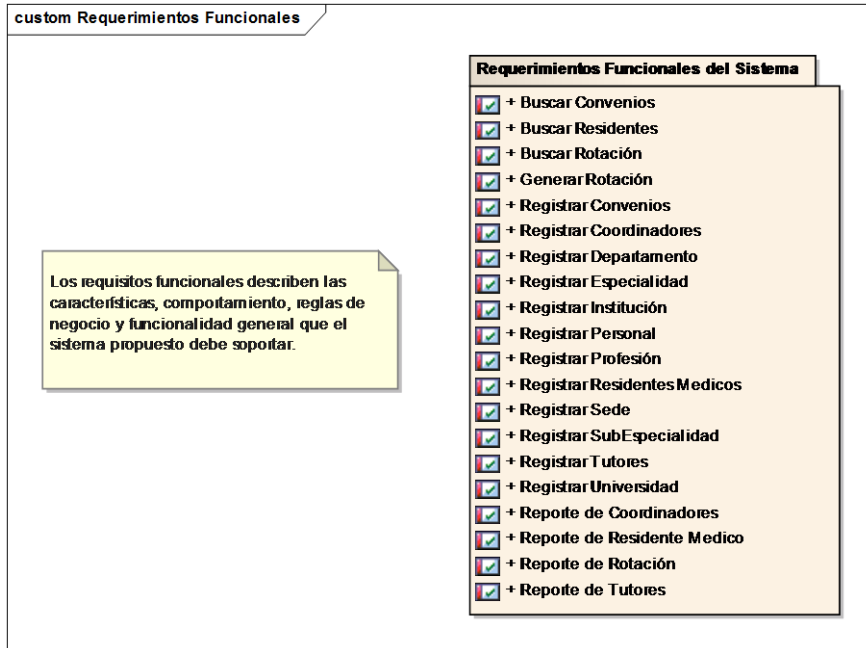 custom Requerimientos Funcionales
Requerimientos Funcionales del Sistema
+ Buscar Convenios
+ Buscar Residentes
+ Buscar Rotación
+ Generar Rotación
+ Registrar Convenios
+ Registrar Coordinadores
+ Registrar Departamento
+ Registrar Especialidad
+ Registrar Institución
+ Registrar Personal
+ Registrar Profesión
+ Registrar Residentes Medicos
+ Registrar Sede
+ Registrar SubEspecialidad
+ Registrar Tutores
+ Registrar Universidad
+ Reporte de Coordinadores
+ Reporte de Residente Medico
+ Reporte de Rotación
+ Reporte de Tutores
Los requisitos funcionales describen las
características, comportamiento, reglas de
negocio y funcionalidad general que el
sistema propuesto debe soportar.